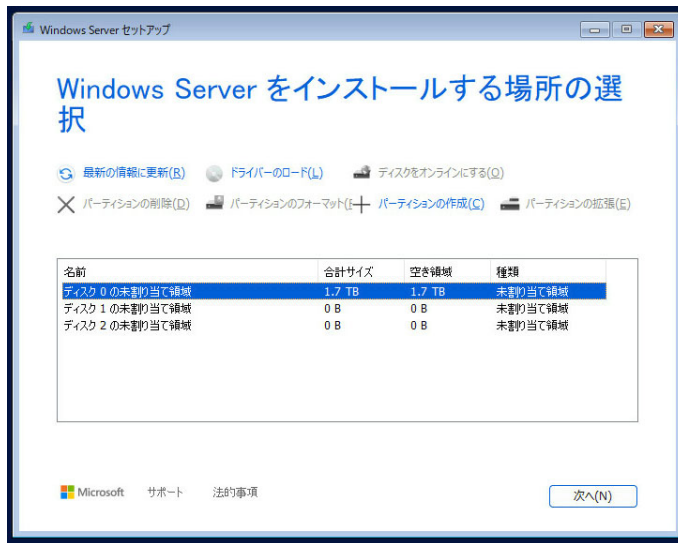 Windows Server セットアップ
Windows Server をインストールする場所の選
択
最新の情報に更新(R) ドライバーのロード(L) ディスクをオンラインにする(O)
パーティションの削除(D) パーティションのフォーマット(F パーティションの作成(C) パーティションの拡張(E)
名前 合計サイズ 空き領域 種類
ディスク 0 の未割り当て領域 1.7 TB 1.7 TB 未割り当て領域
ディスク 1 の未割り当て領域 0 B 0 B 未割り当て領域
ディスク 2 の未割り当て領域 0 B 0 B 未割り当て領域
Microsoft サポート 法的事項
次へ(N)